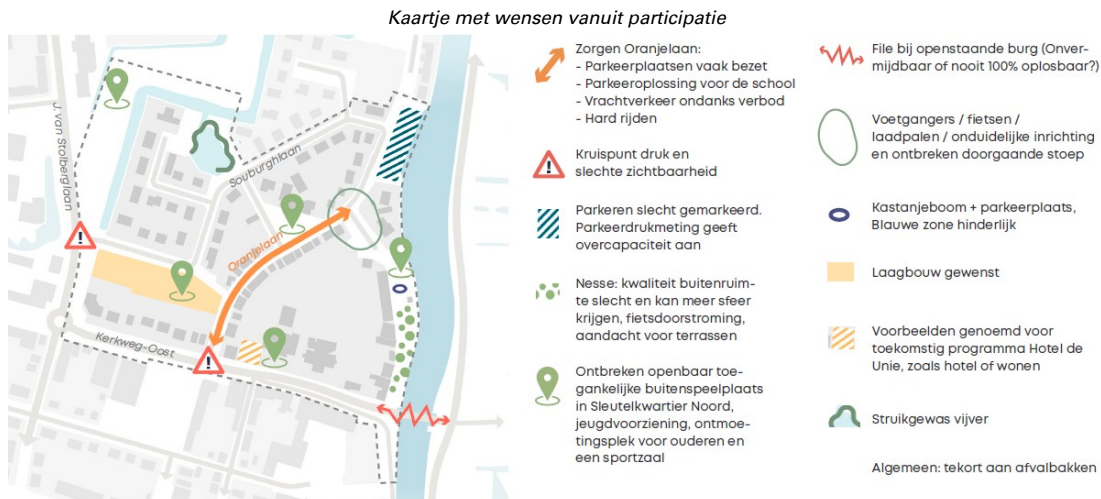 Kaartje met wensen vanuit participatie
J. van Stolberglaan
Souburghlaan
Oranjelaan
Kerkweg-Oost
Zorgen Oranjelaan:
- Parkeerplaatsen vaak bezet
- Parkeeroplossing voor de school
- Vrachtverkeer ondanks verbod
- Hard rijden
Kruispunt druk en
slechte zichtbaarheid
Parkeren slecht gemarkeerd.
Parkeerdrukmeting geeft
overcapaciteit aan
Nesse: kwaliteit buitenruim-
te slecht en kan meer sfeer
krijgen, fietsdoorstroming,
aandacht voor terrassen
Ontbreken openbaar toe-
gankelijke buitenspeelplaats
in Sleutelkwartier Noord,
jeugdvoorziening, ontmoe-
tingsplek voor ouderen en
een sportzaal
File bij openstaande burg (Onver-
mijdbaar of nooit 100% oplosbaar?)
Voetgangers / fietsen /
laadpalen / onduidelijke inrichting
en ontbreken doorgaande stoep
Kastanjeboom + parkeerplaats,
Blauwe zone hinderlijk
Laagbouw gewenst
Voorbeelden genoemd voor
toekomstig programma Hotel de
Unie, zoals hotel of wonen
Struikgewas vijver
Algemeen: tekort aan afvalbakken